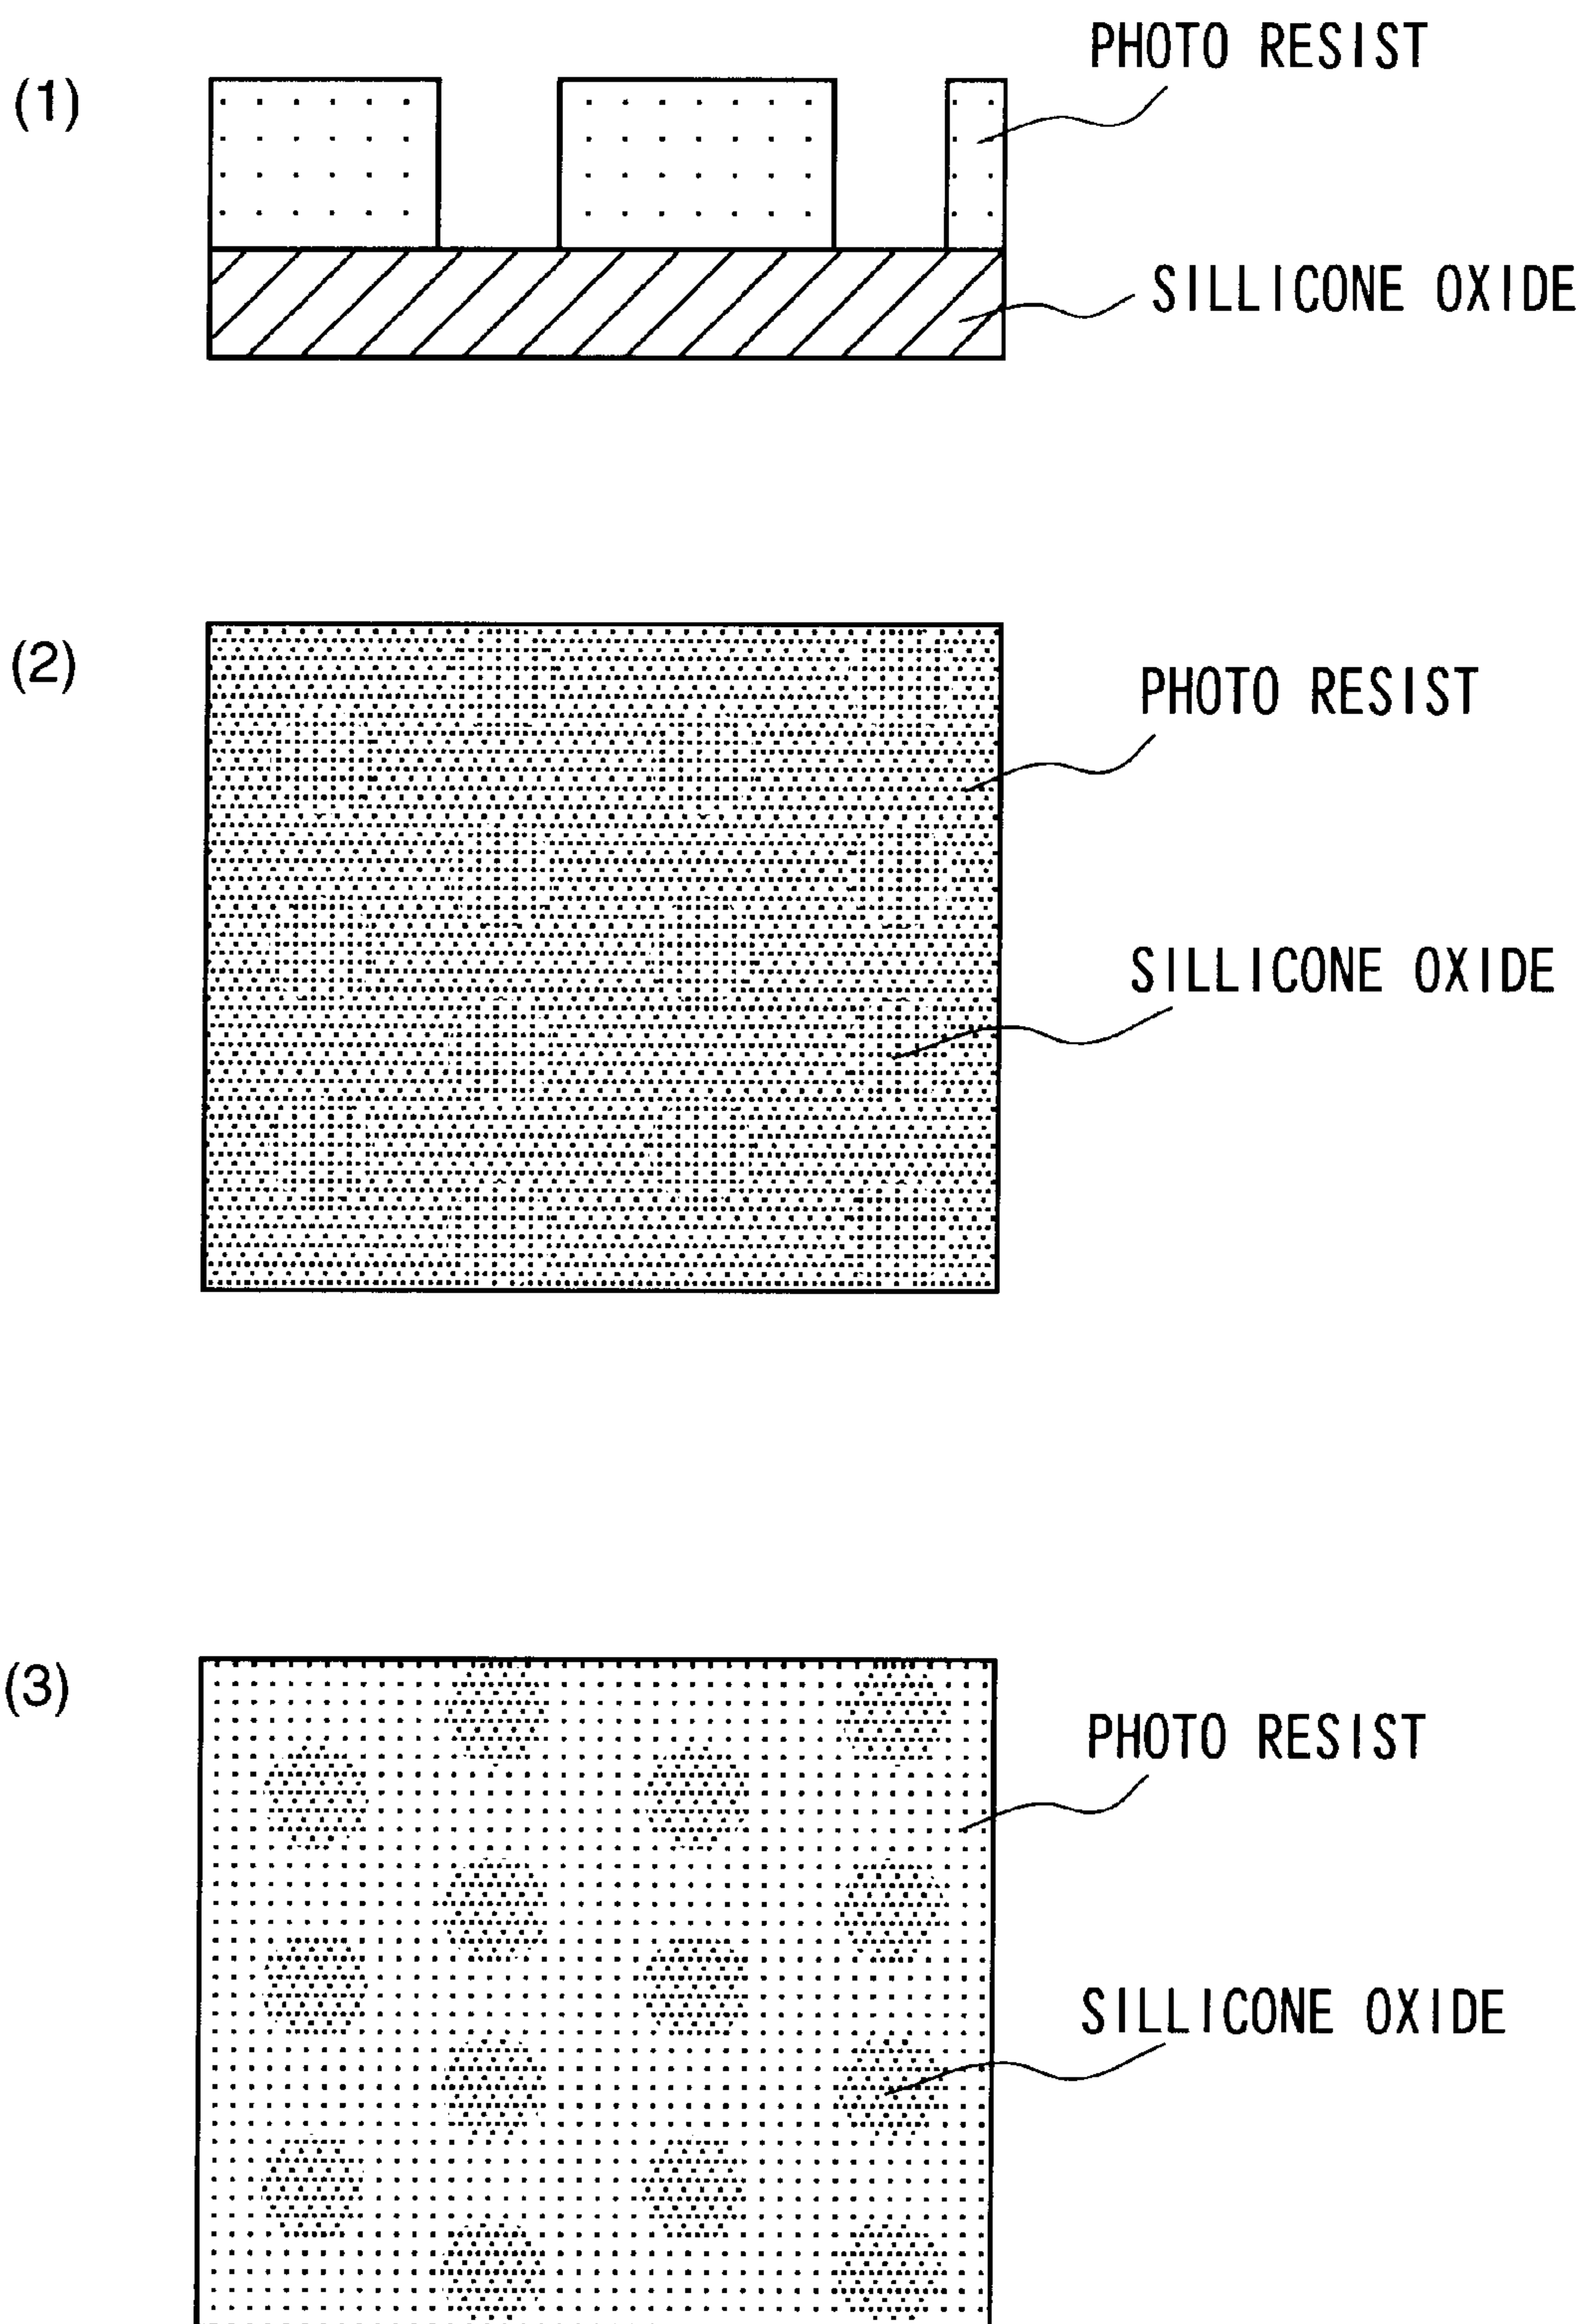 (1)
PHOTO RESIST
SILLICONE OXIDE
(2)
PHOTO RESIST
SILLICONE OXIDE
(3)
PHOTO RESIST
SILLICONE OXIDE